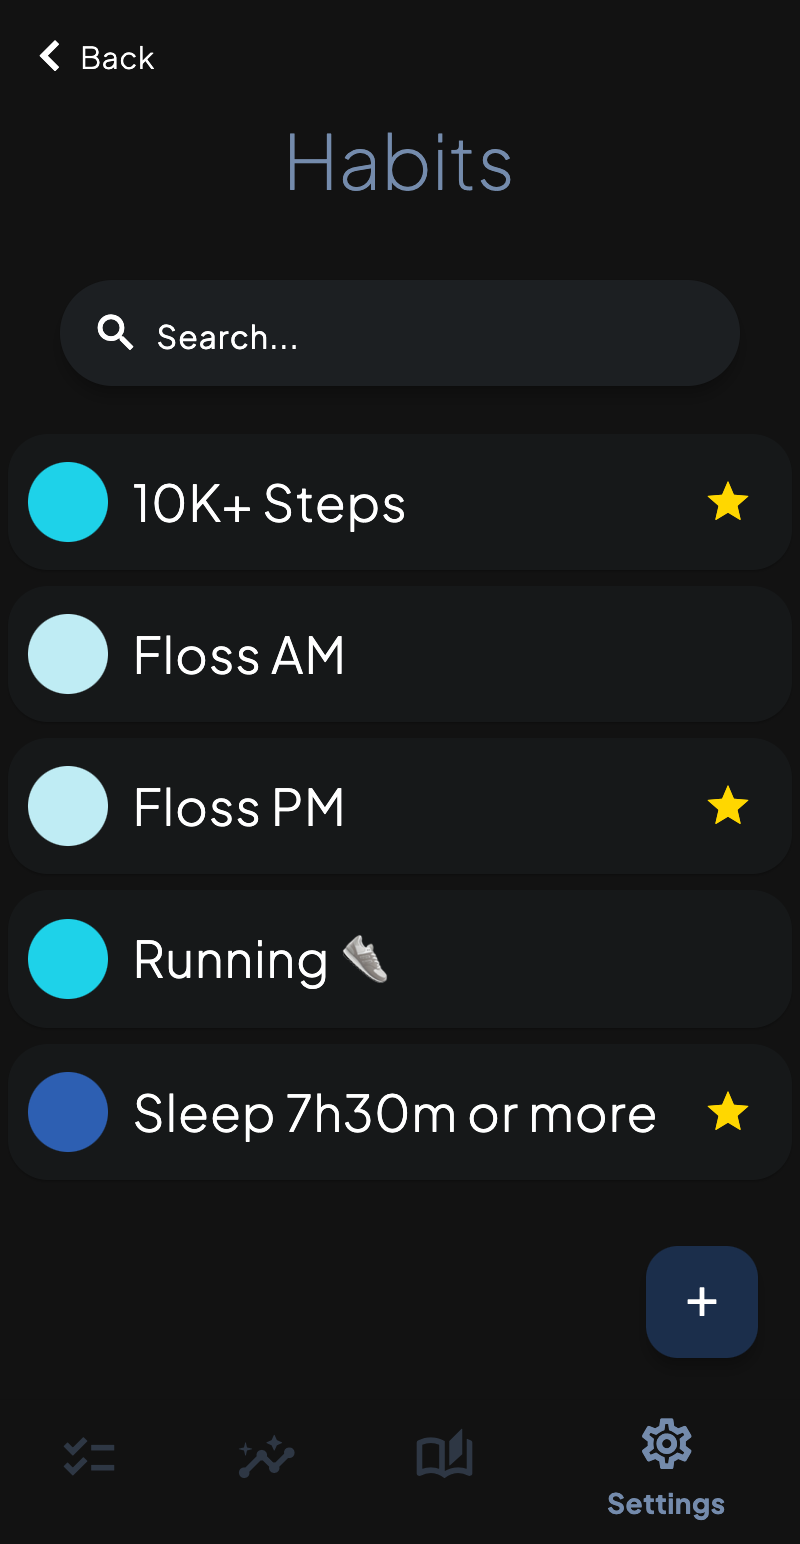 Back
Habits
Search...
10K+ Steps
Floss AM
Floss PM
Running 👟
Sleep 7h30m or more
+
Settings